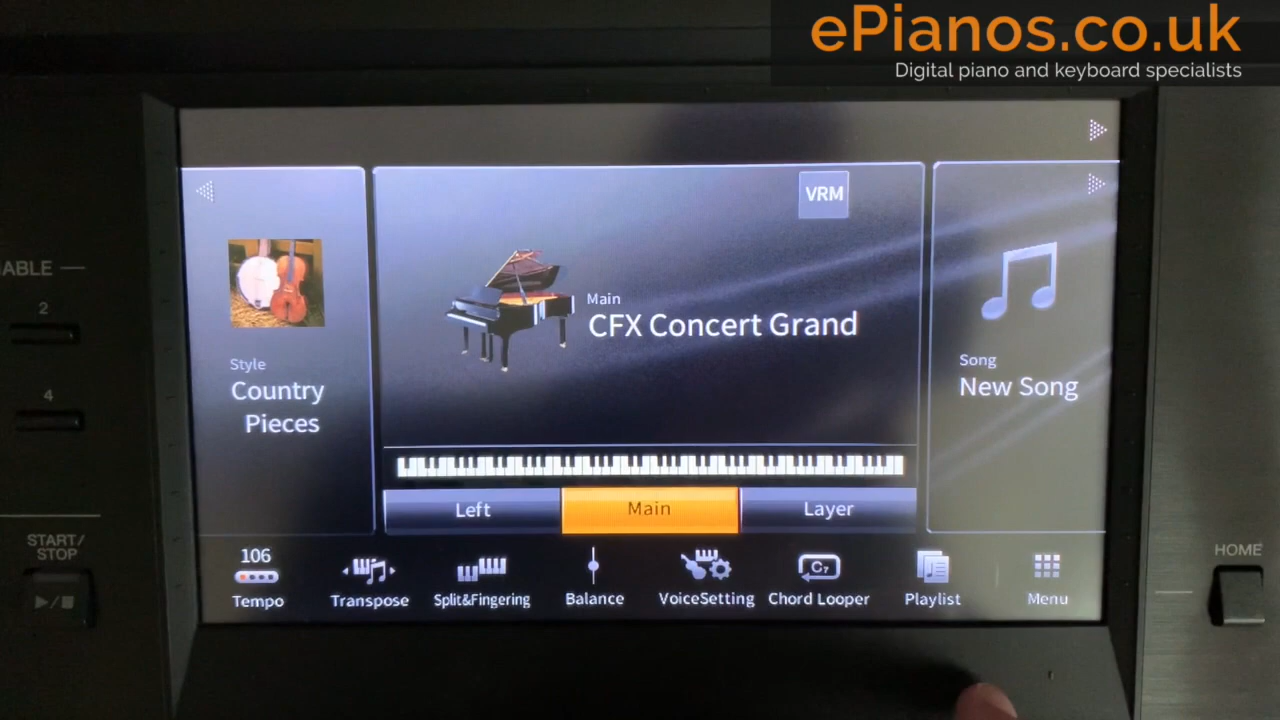 ePianos.co.uk
Digital piano and keyboard specialists
VRM
Main
CFX Concert Grand
Style
Country
Pieces
Song
New Song
Left
Main
Layer
106
Tempo
Transpose
Split&Fingering
Balance
VoiceSetting
C7
Chord Looper
Playlist
Menu
ABLE
2
4
START/
STOP
HOME